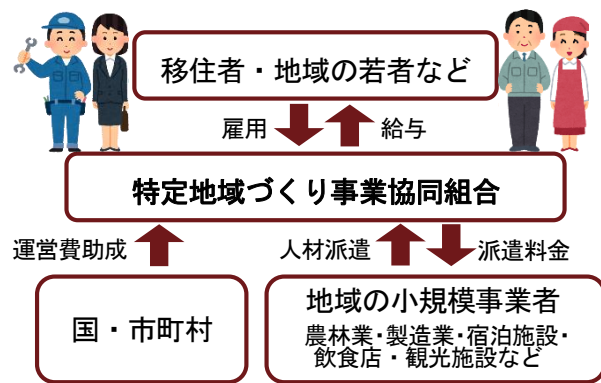 移住者・地域の若者など
雇用
給与
特定地域づくり事業協同組合
運営費助成
人材派遣
派遣料金
国・市町村
地域の小規模事業者
農林業・製造業・宿泊施設・
飲食店・観光施設など